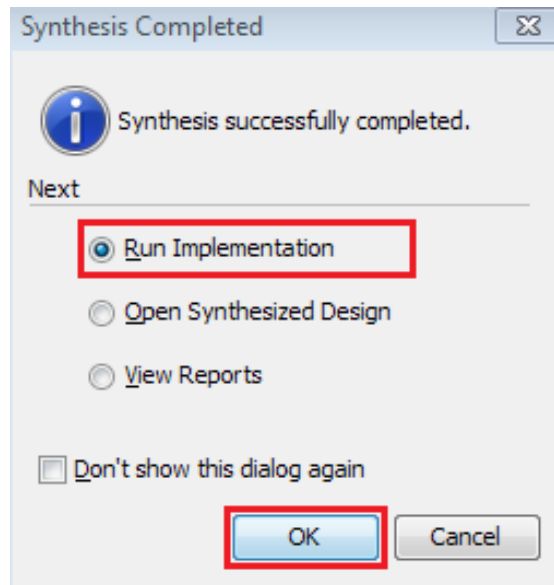 Synthesis Completed
Synthesis successfully completed.
Next
Run Implementation
Open Synthesized Design
View Reports
Don't show this dialog again
OK Cancel